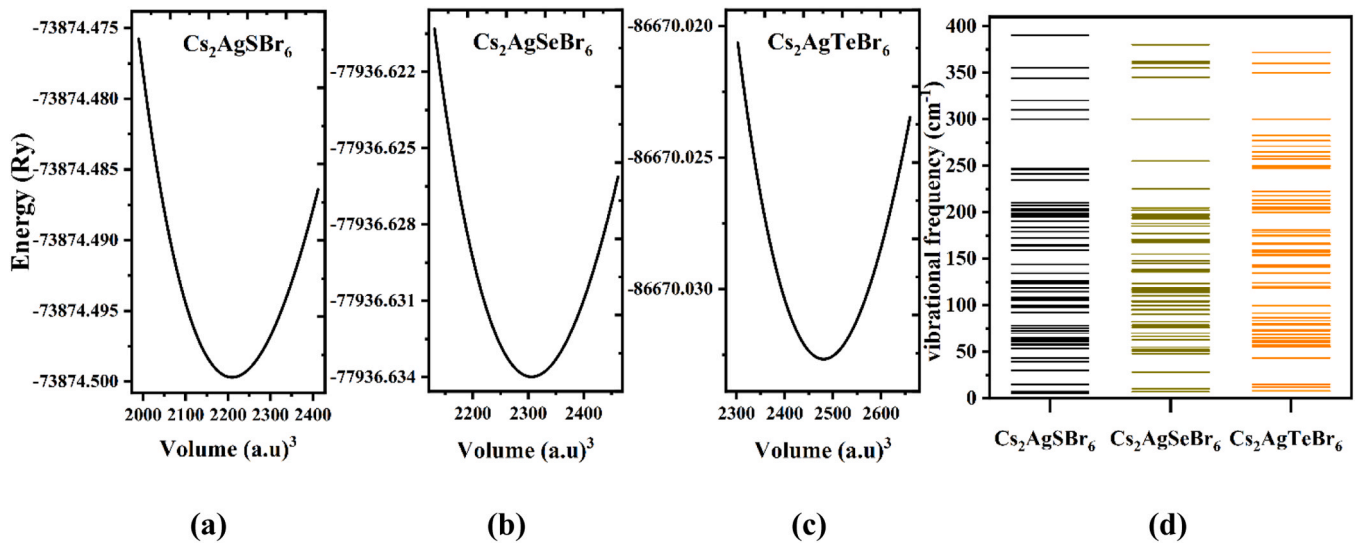 Energy (Ry)
-73874.475
-73874.480
-73874.485
-73874.490
-73874.495
-73874.500
Cs₂AgSBr₆
2000 2100 2200 2300 2400
Volume (a.u)³
(a)
-77936.622
-77936.625
-77936.628
-77936.631
-77936.634
Cs₂AgSeBr₆
2200 2300 2400
Volume (a.u)³
(b)
-86670.020
-86670.025
-86670.030
Cs₂AgTeBr₆
2300 2400 2500 2600
Volume (a.u)³
(c)
vibrational frequency (cm⁻¹)
400
350
300
250
200
150
100
50
0
Cs₂AgSBr₆ Cs₂AgSeBr₆ Cs₂AgTeBr₆
(d)